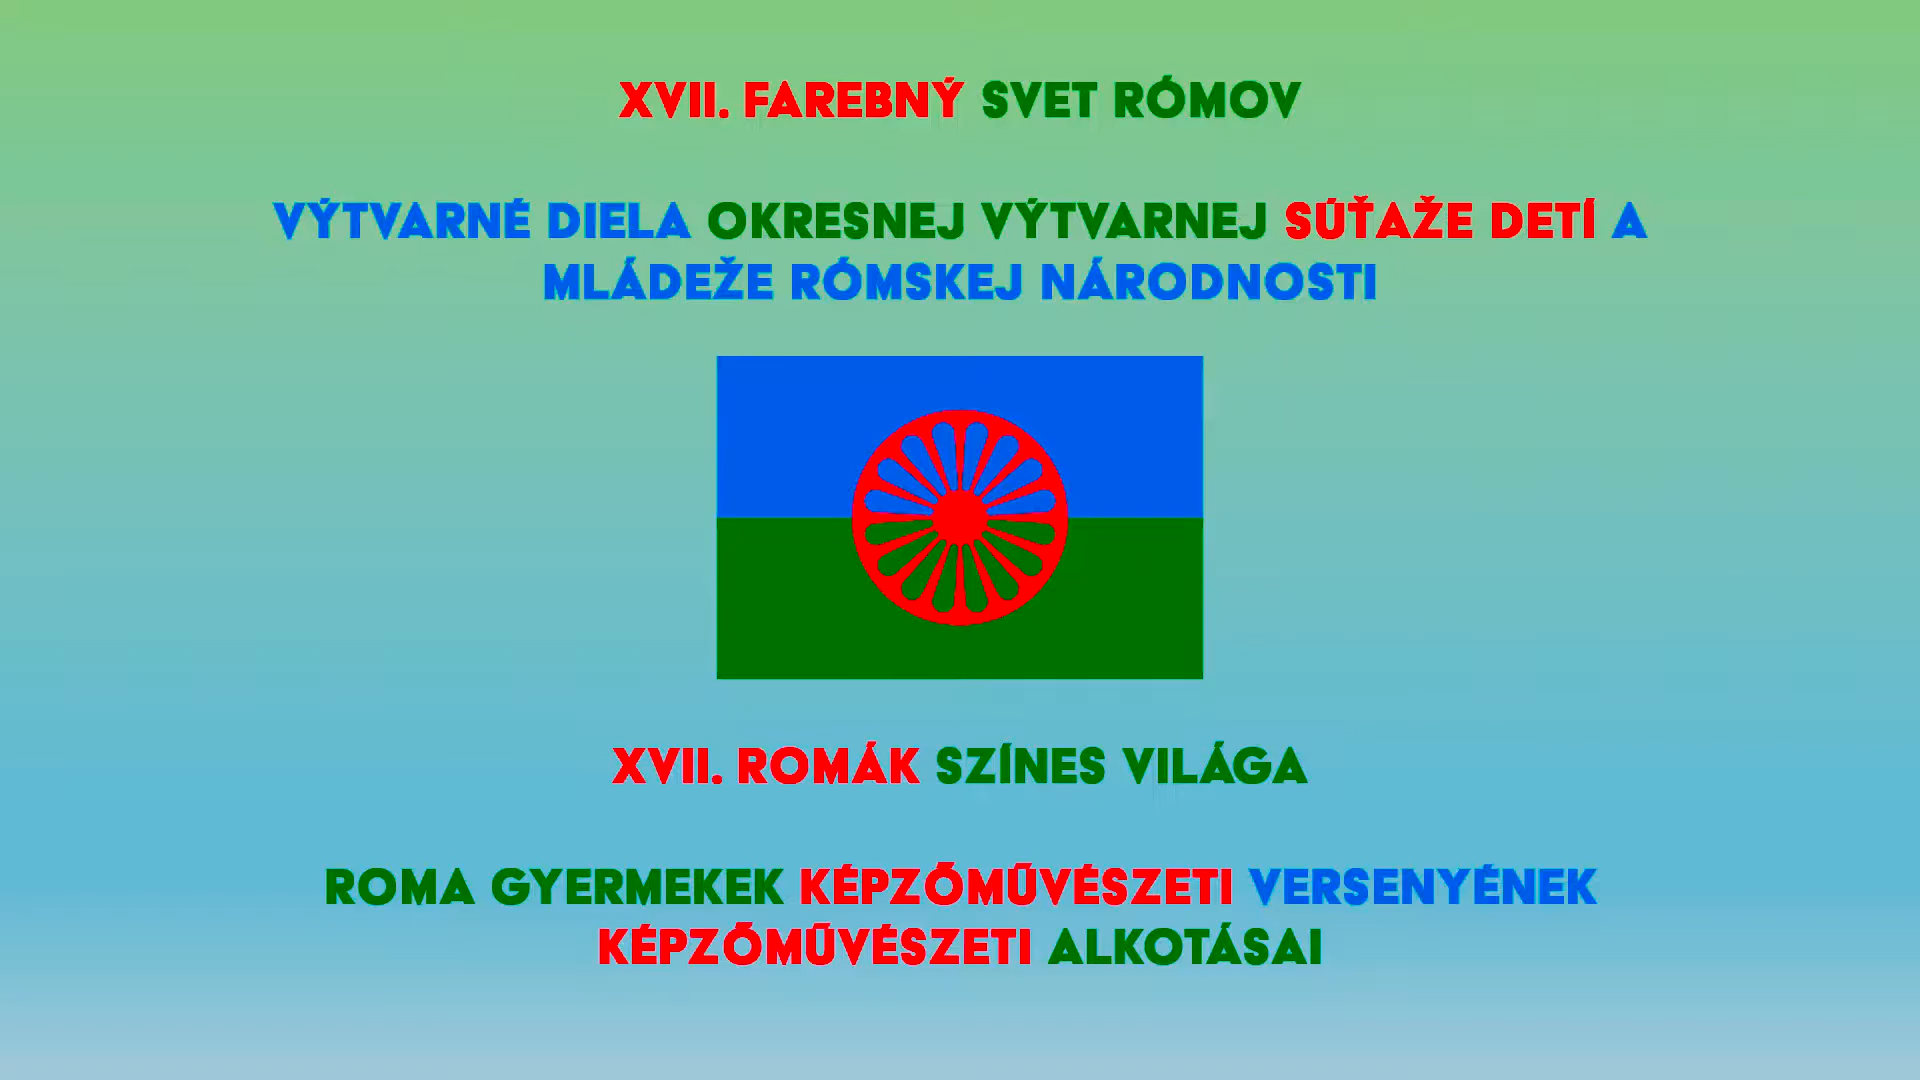 XVII. FAREBNÝ SVET RÓMOV
VÝTVARNÉ DIELA OKRESNEJ VÝTVARNEJ SÚŤAŽE DETÍ A
MLÁDEŽE RÓMSKEJ NÁRODNOSTI
XVII. ROMÁK SZÍNES VILÁGA
ROMA GYERMEKEK KÉPZŐMŰVÉSZETI VERSENYÉNEK
KÉPZŐMŰVÉSZETI ALKOTÁSAI